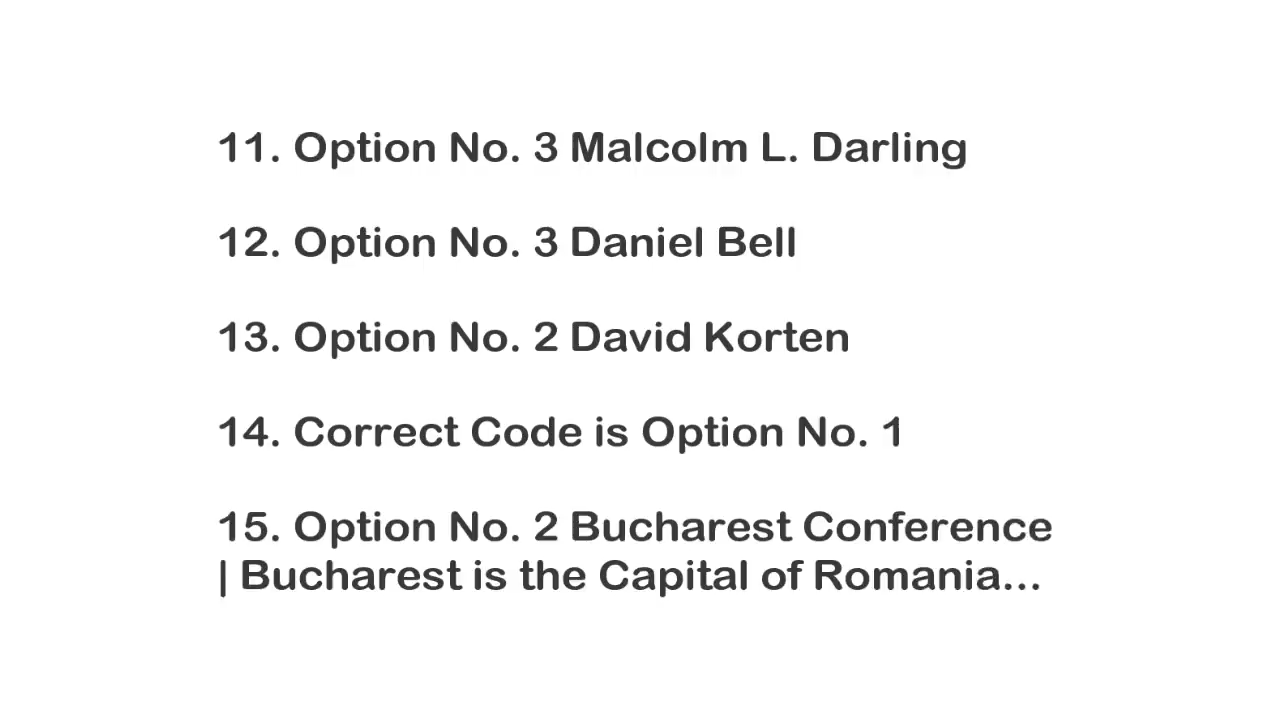 11. Option No. 3 Malcolm L. Darling
12. Option No. 3 Daniel Bell
13. Option No. 2 David Korten
14. Correct Code is Option No. 1
15. Option No. 2 Bucharest Conference
| Bucharest is the Capital of Romania...